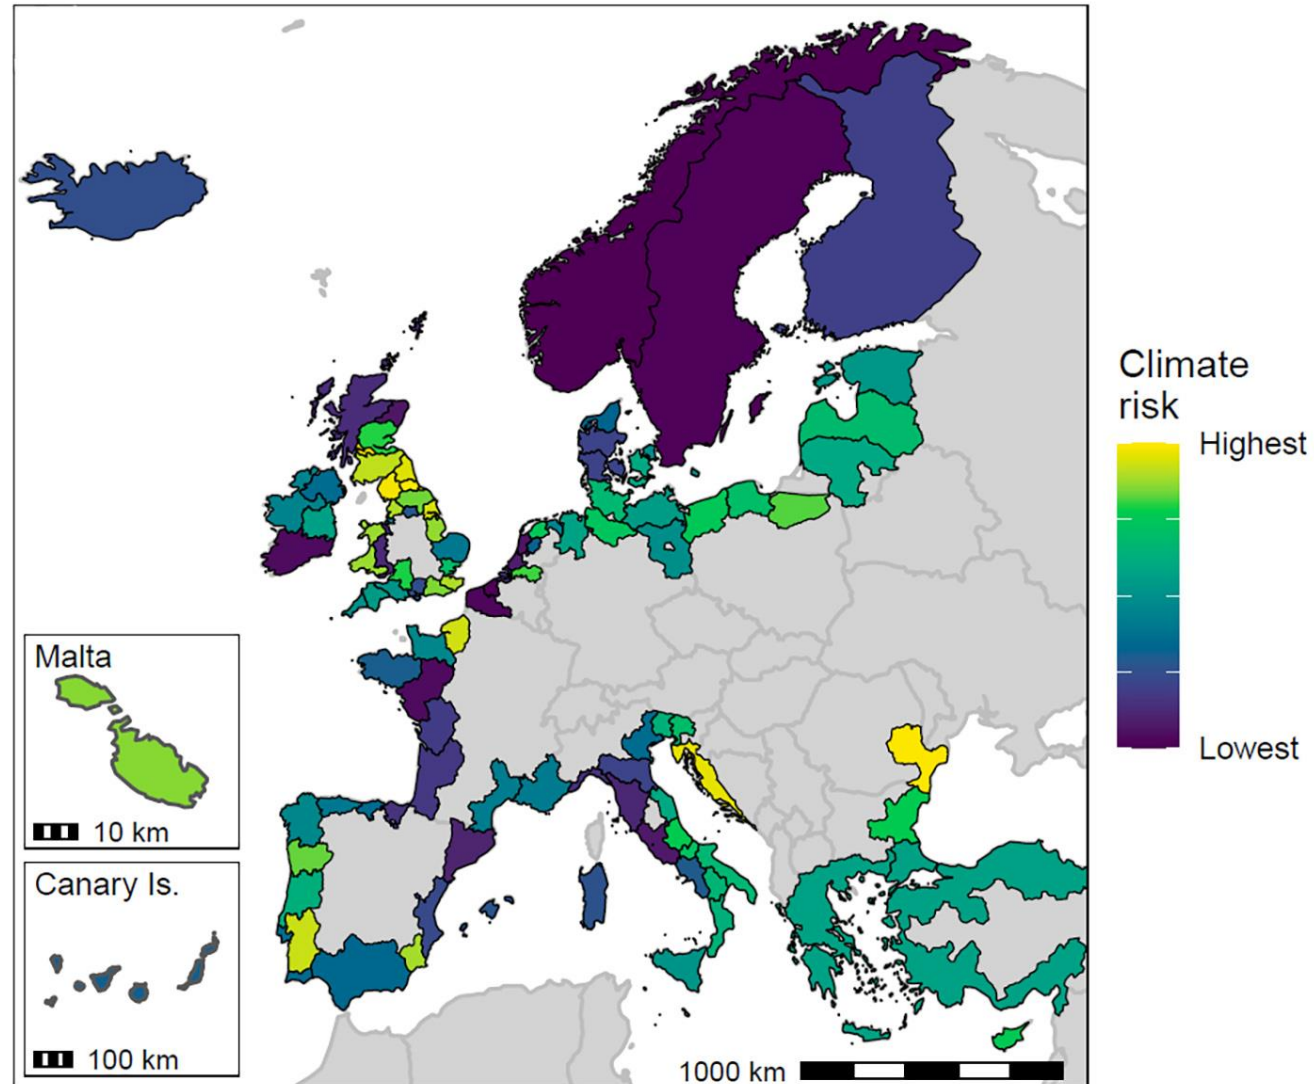 Climate
risk
Highest
Lowest
Malta
10 km
Canary Is.
100 km
1000 km